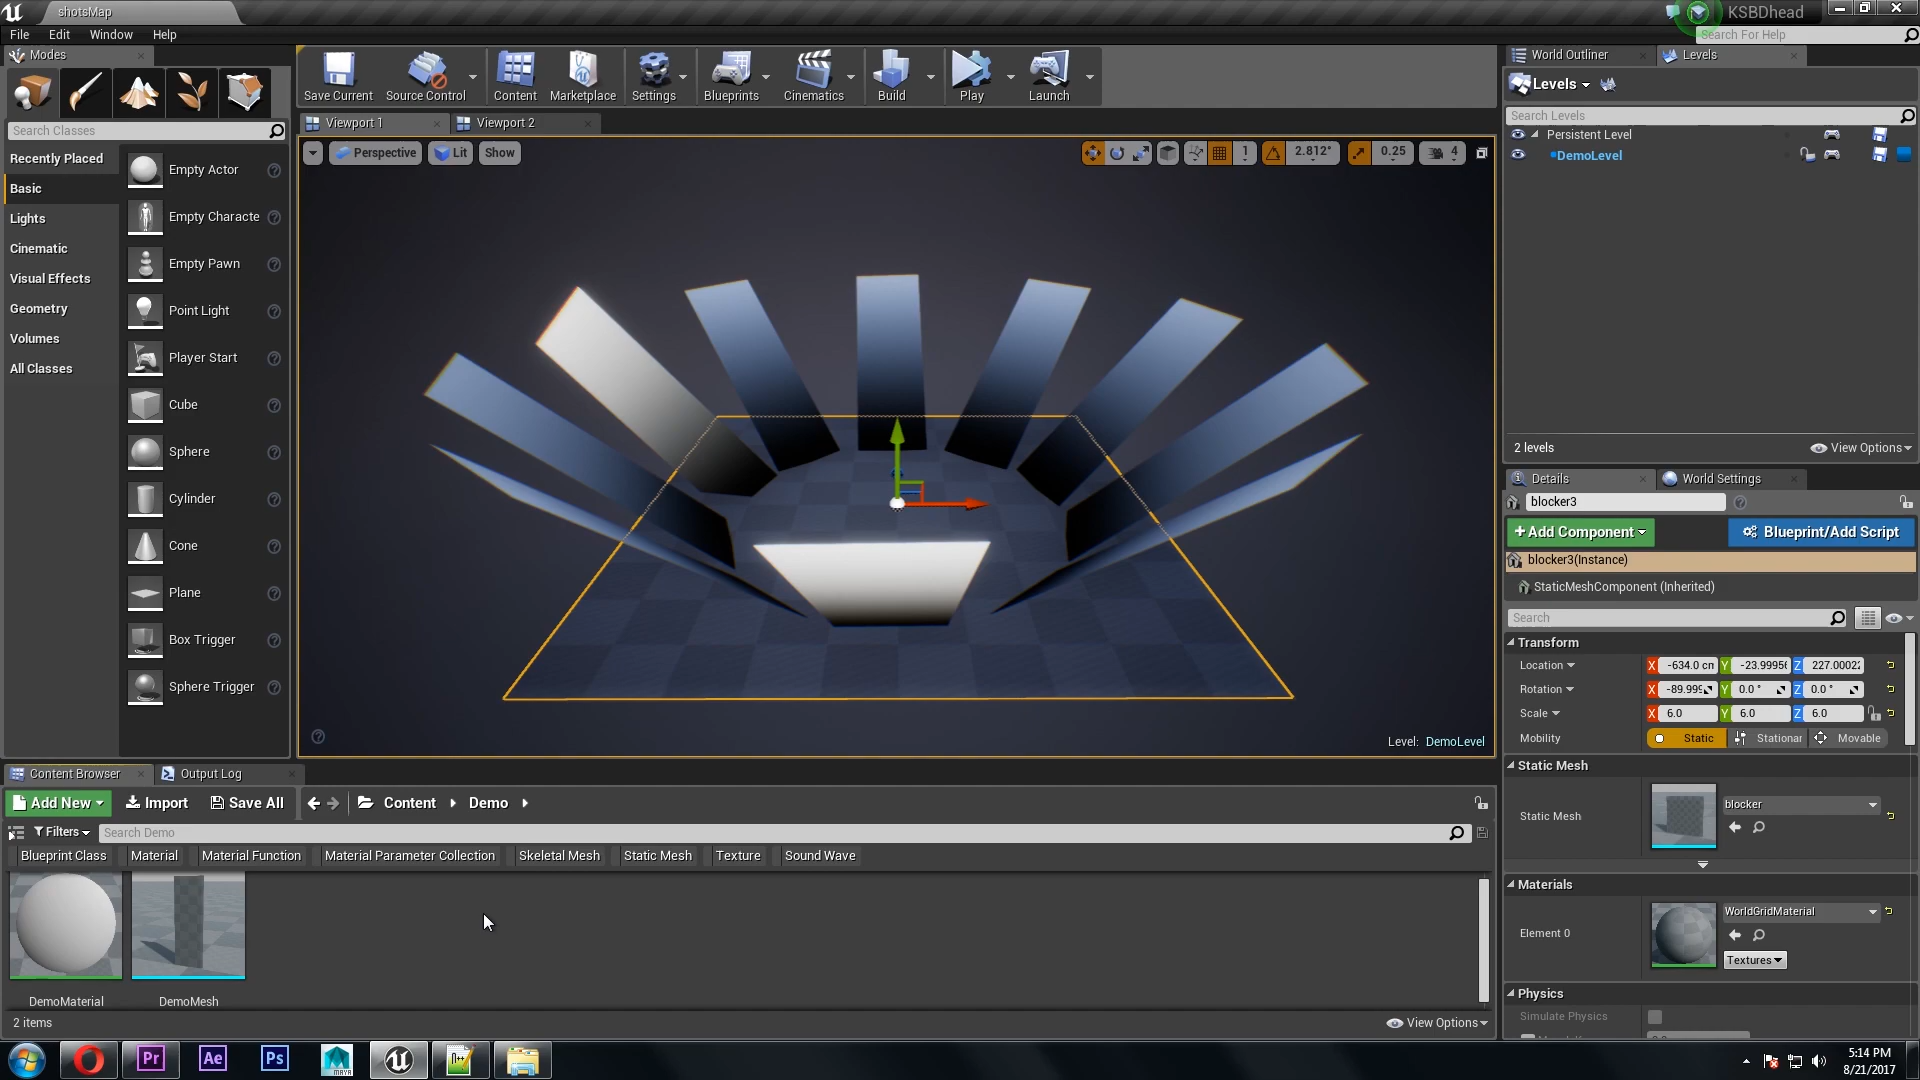 shotsMap
KSBDhead
File Edit Window Help
Search For Help
Modes
Save Current
Source Control
Content
Marketplace
Settings
Blueprints
Cinematics
Build
Play
Launch
World Outliner
Levels
Levels
Search Levels
Persistent Level
DemoLevel
2 levels
View Options
Search Classes
Recently Placed
Basic
Lights
Cinematic
Visual Effects
Geometry
Volumes
All Classes
Empty Actor
Empty Characte
Empty Pawn
Point Light
Player Start
Cube
Sphere
Cylinder
Cone
Plane
Box Trigger
Sphere Trigger
Viewport 1
Viewport 2
Perspective
Lit
Show
1
2.812°
0.25
4
Level: DemoLevel
Details
World Settings
blocker3
+Add Component
Blueprint/Add Script
blocker3(Instance)
StaticMeshComponent (Inherited)
Search
Transform
Location X -634.0 cm Y -23.9995 Z 227.0002
Rotation X -89.999 Y 0.0 ° Z 0.0 °
Scale X 6.0 Y 6.0 Z 6.0
Mobility Static Stationar Movable
Static Mesh
Static Mesh
blocker
Materials
Element 0
WorldGridMaterial
Textures
Physics
Simulate Physics
Content Browser
Output Log
Add New
Import
Save All
Content
Demo
Filters
Search Demo
Blueprint Class
Material
Material Function
Material Parameter Collection
Skeletal Mesh
Static Mesh
Texture
Sound Wave
DemoMaterial
DemoMesh
2 items
View Options
Pr
Ae
Ps
MAYA
5:14 PM
8/21/2017